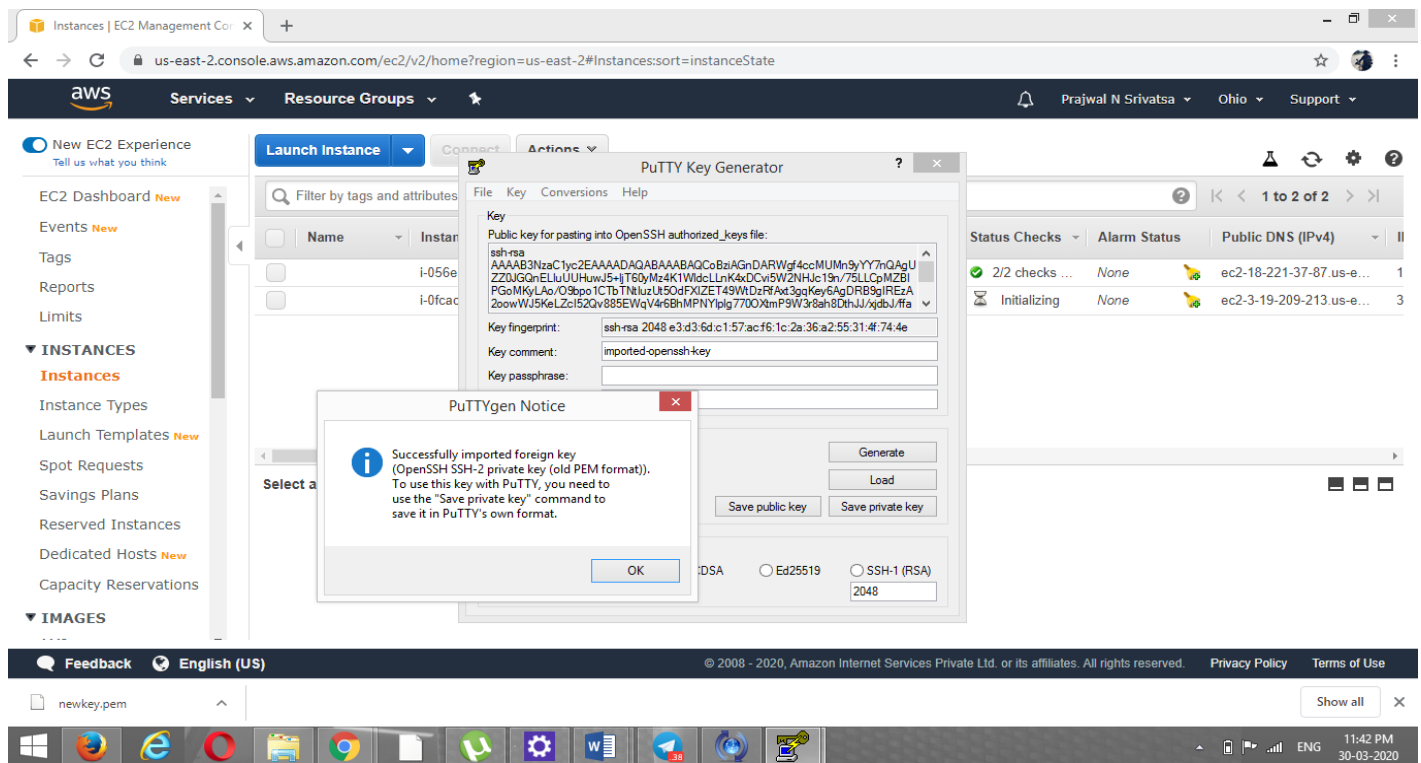 Instances | EC2 Management Con
us-east-2.console.aws.amazon.com/ec2/v2/home?region=us-east-2#Instances:sort=instanceState
aws Services Resource Groups Prajwal N Srivatsa Ohio Support
New EC2 Experience
Tell us what you think
Launch Instance Connect Actions
EC2 Dashboard New
Events New
Tags
Reports
Limits
INSTANCES
Instances
Instance Types
Launch Templates New
Spot Requests
Savings Plans
Reserved Instances
Dedicated Hosts New
Capacity Reservations
IMAGES
Filter by tags and attributes
1 to 2 of 2
Name Instan Status Checks Alarm Status Public DNS (IPv4)
i-056e 2/2 checks ... None ec2-18-221-37-87.us-e... 1
i-0fcac Initializing None ec2-3-19-209-213.us-e... 3
Select a
PuTTY Key Generator ?
File Key Conversions Help
Key
Public key for pasting into OpenSSH authorized_keys file:
ssh-rsa
Key fingerprint: ssh-rsa 2048 e3:d3:6d:c1:57:ac:f6:1c:2a:36:a2:55:31:4f:74:4e
Key comment: imported-openssh-key
Key passphrase:
Generate
Load
Save public key Save private key
Ed25519 SSH-1 (RSA)
2048
PuTTYgen Notice
Successfully imported foreign key
(OpenSSH SSH-2 private key (old PEM format)).
To use this key with PuTTY, you need to
use the "Save private key" command to
save it in PuTTY's own format.
OK
Feedback English (US) © 2008 - 2020, Amazon Internet Services Private Ltd. or its affiliates. All rights reserved. Privacy Policy Terms of Use
newkey.pem Show all
38
ENG
11:42 PM
30-03-2020